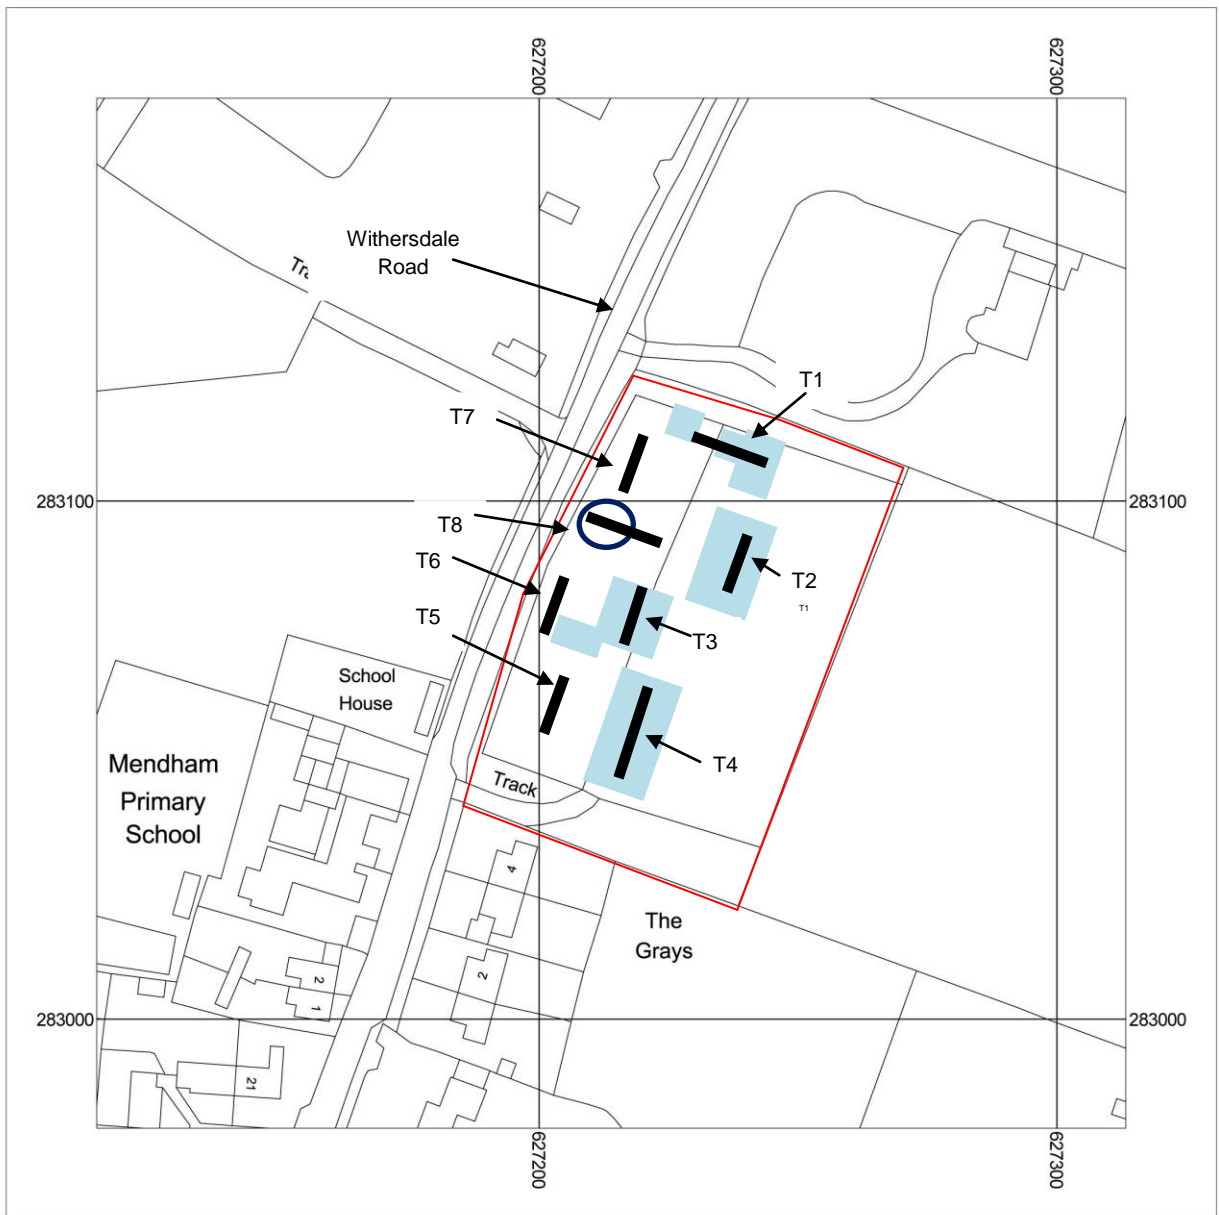 627200
627300
Withersdale
Road
Tra
T1
T7
283100
283100
T8
T6
T2
T1
T5
T3
School
House
T4
Mendham
Primary
School
Track
4
The
Grays
2
2
1
283000
283000
21
627200
627300